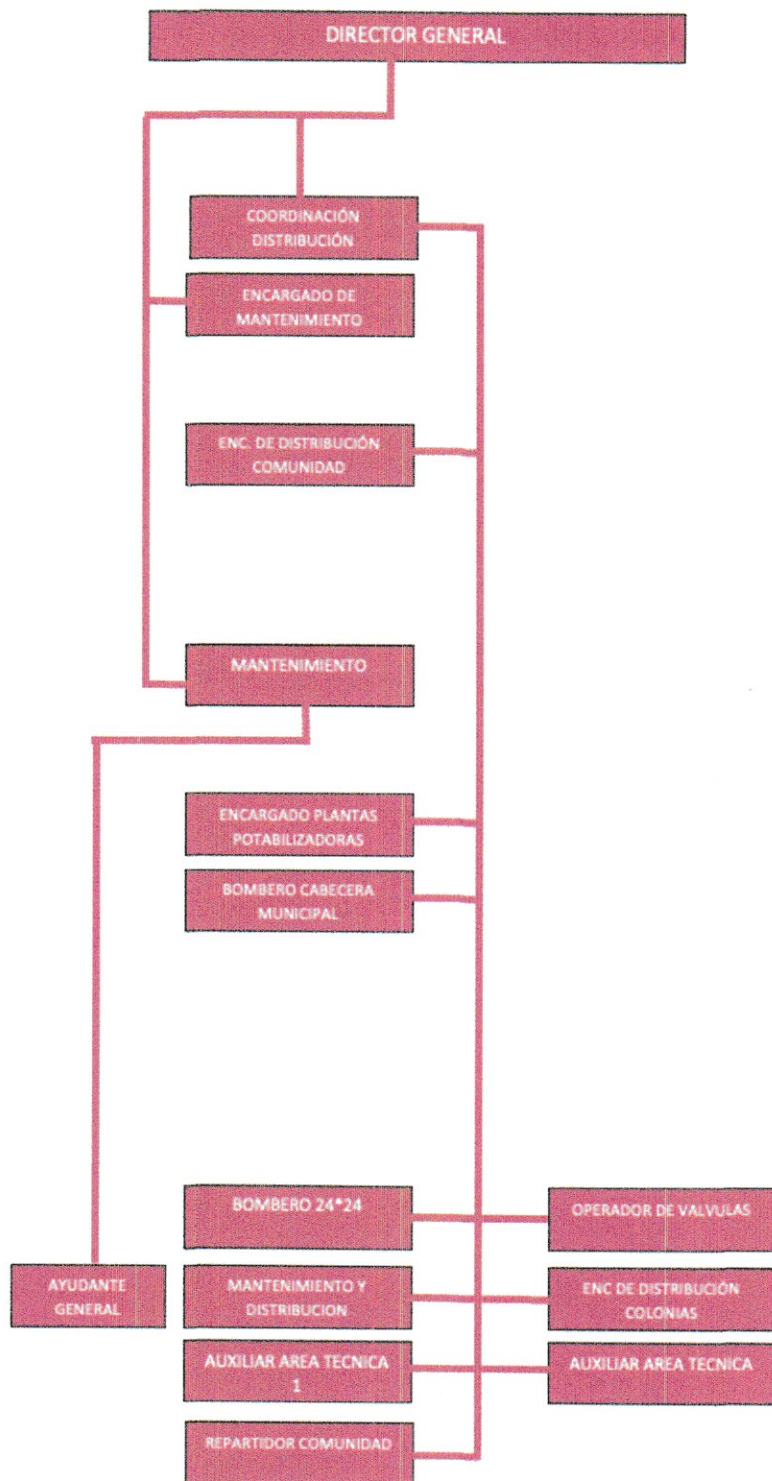 DIRECTOR GENERAL
COORDINACIÓN
DISTRIBUCIÓN
ENCARGADO DE
MANTENIMIENTO
ENC. DE DISTRIBUCIÓN
COMUNIDAD
MANTENIMIENTO
ENCARGADO PLANTAS
POTABILIZADORAS
BOMBERO CABECERA
MUNICIPAL
BOMBERO 24*24
OPERADOR DE VALVULAS
AYUDANTE
GENERAL
MANTENIMIENTO Y
DISTRIBUCION
ENC DE DISTRIBUCIÓN
COLONIAS
AUXILIAR AREA TECNICA
1
AUXILIAR AREA TECNICA
REPARTIDOR COMUNIDAD